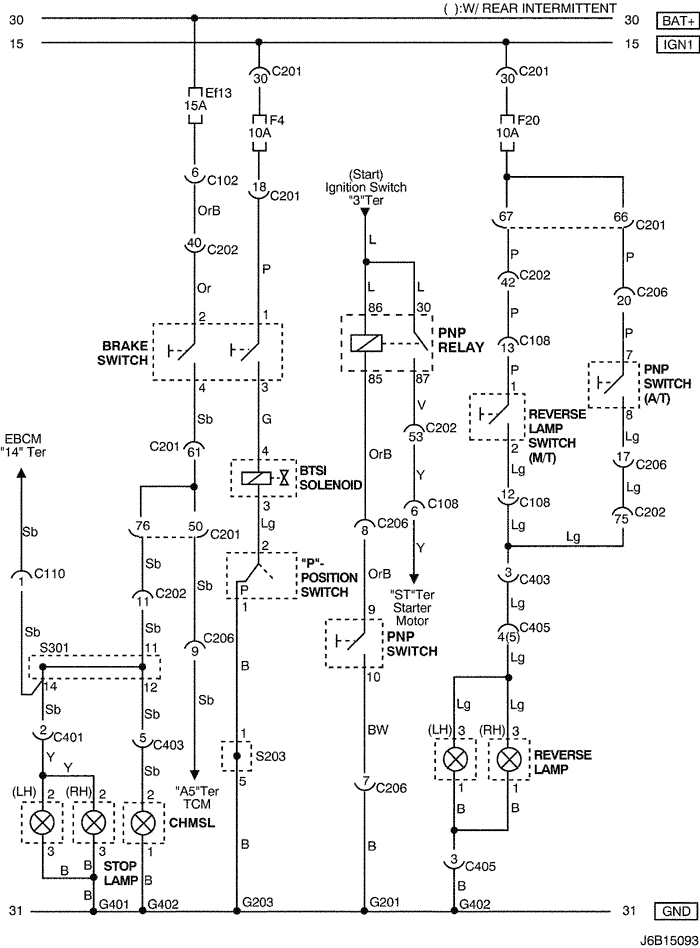 ( ):W/ REAR INTERMITTENT
30 30 BAT+
15 15 IGN1
30 C201 30 C201
Ef13
15A
F4
10A
F20
10A
6 C102
18 C201
(Start)
Ignition Switch
"3"Ter
OrB
67 66 C201
40 C202
L
P
P P
C202
42
C206
20
Or
L L
P P
2 1
86 30
BRAKE
SWITCH
PNP
RELAY
C108
13
7
PNP
SWITCH
(A/T)
P
1
4 3
85 87
8
REVERSE
LAMP
SWITCH
(M/T)
2
Sb G
V
Lg
EBCM
"14" Ter
C201 61
4
OrB
C202
53
17
C206
Lg
BTSI
SOLENOID
3
Y
Lg
12 C108
C108
6
C202
75
76 50 C201
Lg
C206
8
Lg
Lg
Sb
2
Y
Sb Sb
"P"-
POSITION
SWITCH
P
1
OrB
3 C403
C110
1
C202
11
"ST"Ter
Starter
Motor
Lg
9
PNP
SWITCH
10
Sb Sb
C206
9
C405
4(5)
S301 11
B
Lg
14 12
Sb Sb Sb
BW
Lg Lg
2 C401
5 C403
1
S203
5
(LH) 3 (RH) 3
REVERSE
LAMP
Y Y
Sb
"A5"Ter
TCM
7
C206
1 1
(LH) 2 (RH) 2 2
CHMSL
B B
3 3 1
B
B
3
C405
B B
STOP
LAMP
B
B
B
31 G401 G402 G203 G201 G402 31 GND
J6B15093